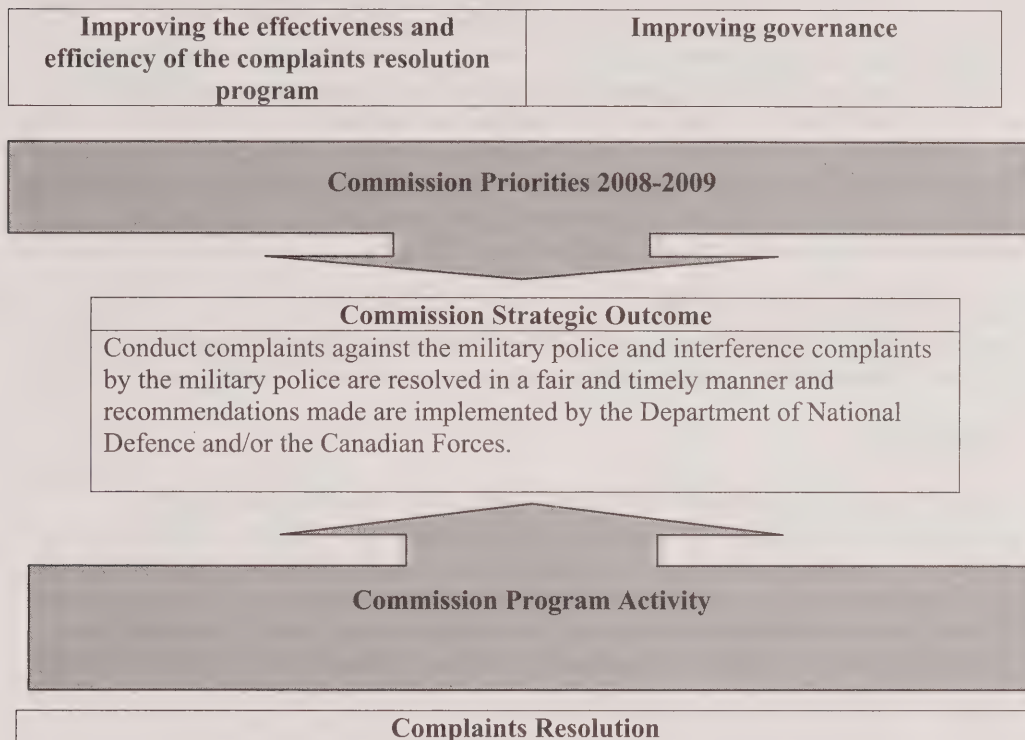 Improving the effectiveness and
efficiency of the complaints resolution
program
Improving governance
Commission Priorities 2008-2009
Commission Strategic Outcome
Conduct complaints against the military police and interference complaints
by the military police are resolved in a fair and timely manner and
recommendations made are implemented by the Department of National
Defence and/or the Canadian Forces.
Commission Program Activity
Complaints Resolution